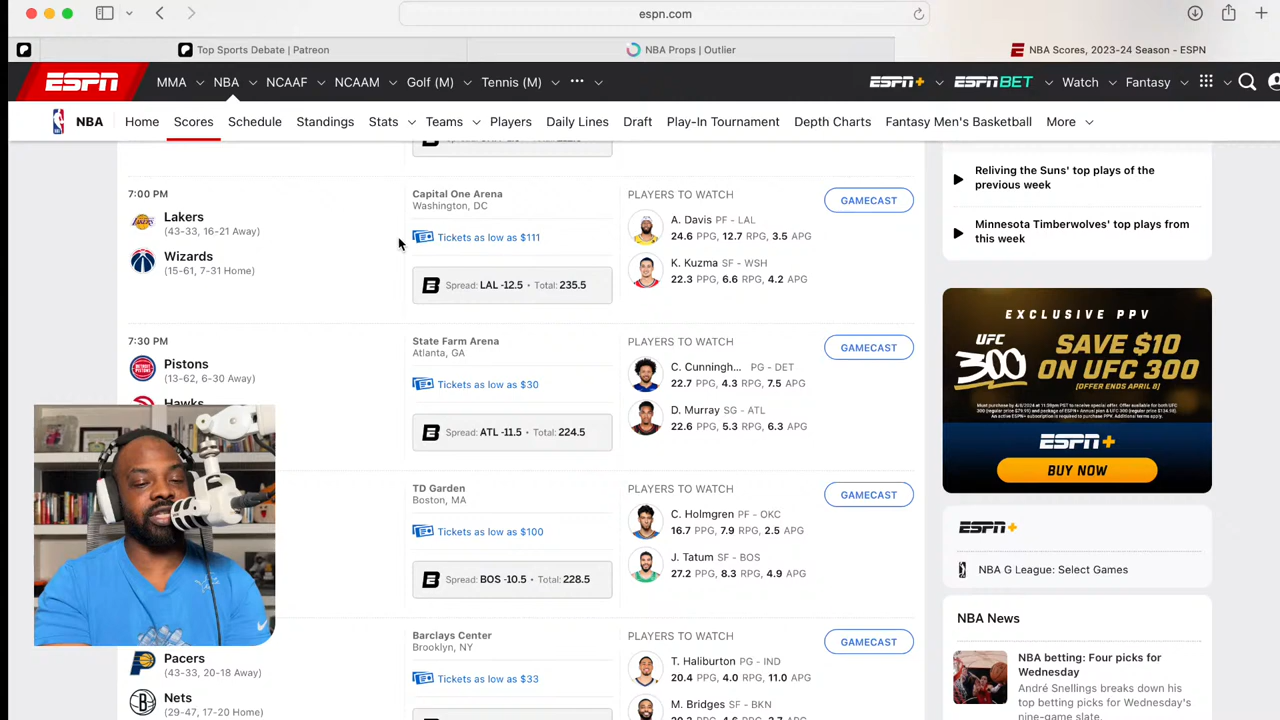 espn.com
Top Sports Debate | Patreon
NBA Props | Outlier
NBA Scores, 2023-24 Season - ESPN
ESPN
MMA
NBA
NCAAF
NCAAM
Golf (M)
Tennis (M)
ESPN+
ESPN BET
Watch
Fantasy
NBA
Home
Scores
Schedule
Standings
Stats
Teams
Players
Daily Lines
Draft
Play-In Tournament
Depth Charts
Fantasy Men's Basketball
More
7:00 PM
Lakers
(43-33, 16-21 Away)
Wizards
(15-61, 7-31 Home)
Capital One Arena
Washington, DC
Tickets as low as $111
Spread: LAL -12.5 • Total: 235.5
PLAYERS TO WATCH
A. Davis PF - LAL
24.6 PPG, 12.7 RPG, 3.5 APG
K. Kuzma SF - WSH
22.3 PPG, 6.6 RPG, 4.2 APG
GAMECAST
7:30 PM
Pistons
(13-62, 6-30 Away)
Hawks
State Farm Arena
Atlanta, GA
Tickets as low as $30
Spread: ATL -11.5 • Total: 224.5
PLAYERS TO WATCH
C. Cunningh... PG - DET
22.7 PPG, 4.3 RPG, 7.5 APG
D. Murray SG - ATL
22.6 PPG, 5.3 RPG, 6.3 APG
GAMECAST
TD Garden
Boston, MA
Tickets as low as $100
Spread: BOS -10.5 • Total: 228.5
PLAYERS TO WATCH
C. Holmgren PF - OKC
16.7 PPG, 7.9 RPG, 2.5 APG
J. Tatum SF - BOS
27.2 PPG, 8.3 RPG, 4.9 APG
GAMECAST
Pacers
(43-33, 20-18 Away)
Nets
(29-47, 17-20 Home)
Barclays Center
Brooklyn, NY
Tickets as low as $33
PLAYERS TO WATCH
T. Haliburton PG - IND
20.4 PPG, 4.0 RPG, 11.0 APG
M. Bridges SF - BKN
GAMECAST
Reliving the Suns' top plays of the
previous week
Minnesota Timberwolves' top plays from
this week
EXCLUSIVE PPV
UFC
300
SAVE $10
ON UFC 300
(OFFER ENDS APRIL 8)
ESPN+
BUY NOW
ESPN+
NBA G League: Select Games
NBA News
NBA betting: Four picks for
Wednesday
André Snellings breaks down his
top betting picks for Wednesday's
nine-game slate.